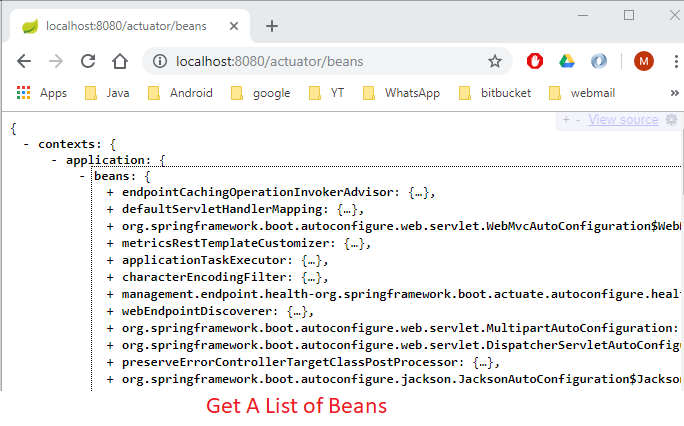 localhost:8080/actuator/beans
localhost:8080/actuator/beans
M
Apps Java Android google YT WhatsApp bitbucket webmail »
+ - View source
{
- contexts: {
- application: {
- beans: {
+ endpointCachingOperationInvokerAdvisor: {…},
+ defaultServletHandlerMapping: {…},
+ org.springframework.boot.autoconfigure.web.servlet.WebMvcAutoConfiguration$WebM
+ metricsRestTemplateCustomizer: {…},
+ applicationTaskExecutor: {…},
+ characterEncodingFilter: {…},
+ management.endpoint.health-org.springframework.boot.actuate.autoconfigure.heal
+ webEndpointDiscoverer: {…},
+ org.springframework.boot.autoconfigure.web.servlet.MultipartAutoConfiguration:
+ org.springframework.boot.autoconfigure.web.servlet.DispatcherServletAutoConfig
+ preserveErrorControllerTargetClassPostProcessor: {…},
+ org.springframework.boot.autoconfigure.jackson.JacksonAutoConfiguration$Jackson
Get A List of Beans